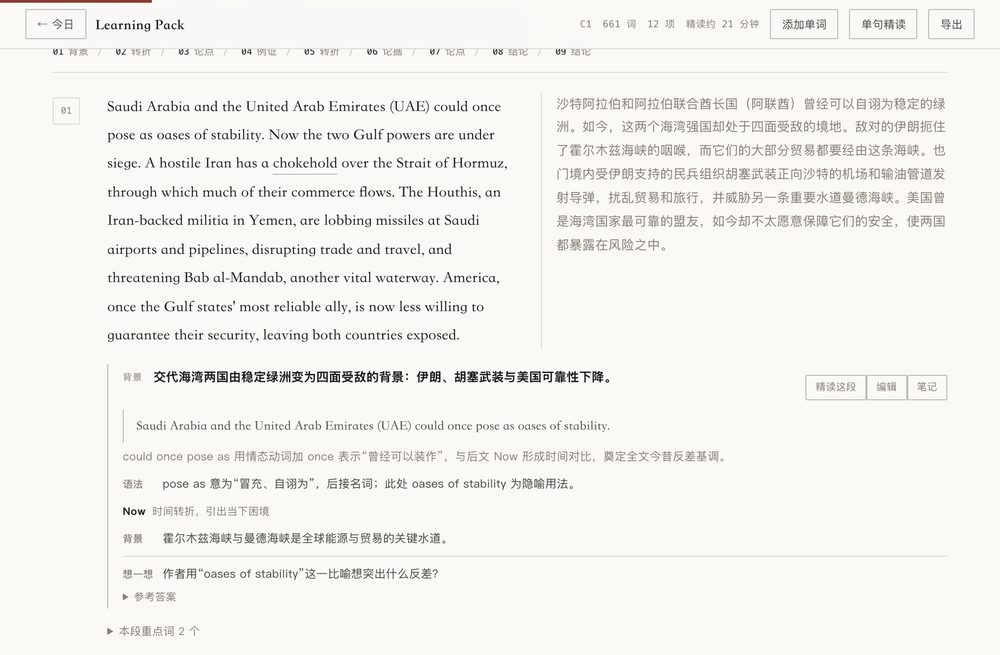 ← 今日
Learning Pack
C1 661 词 12 项 精读约 21 分钟
添加单词
单句精读
导出
01 背景 / 02 转折 / 03 论点 / 04 例证 / 05 转折 / 06 论据 / 07 论点 / 08 结论 / 09 结论
01
Saudi Arabia and the United Arab Emirates (UAE) could once
pose as oases of stability. Now the two Gulf powers are under
siege. A hostile Iran has a chokehold over the Strait of Hormuz,
through which much of their commerce flows. The Houthis, an
Iran-backed militia in Yemen, are lobbing missiles at Saudi
airports and pipelines, disrupting trade and travel, and
threatening Bab al-Mandab, another vital waterway. America,
once the Gulf states' most reliable ally, is now less willing to
guarantee their security, leaving both countries exposed.
沙特阿拉伯和阿拉伯联合酋长国（阿联酋）曾经可以自诩为稳定的绿
洲。如今，这两个海湾强国却处于四面受敌的境地。敌对的伊朗扼住
了霍尔木兹海峡的咽喉，而它们的大部分贸易都要经由这条海峡。也
门境内受伊朗支持的民兵组织胡塞武装正向沙特的机场和输油管道发
射导弹，扰乱贸易和旅行，并威胁另一条重要水道曼德海峡。美国曾
是海湾国家最可靠的盟友，如今却不太愿意保障它们的安全，使两国
都暴露在风险之中。
背景 交代海湾两国由稳定绿洲变为四面受敌的背景：伊朗、胡塞武装与美国可靠性下降。
精读这段
编辑
笔记
Saudi Arabia and the United Arab Emirates (UAE) could once pose as oases of stability.
could once pose as 用情态动词加 once 表示“曾经可以装作”，与后文 Now 形成时间对比，奠定全文今昔反差基调。
语法 pose as 意为“冒充、自诩为”，后接名词；此处 oases of stability 为隐喻用法。
Now 时间转折，引出当下困境
背景 霍尔木兹海峡与曼德海峡是全球能源与贸易的关键水道。
想一想 作者用“oases of stability”这一比喻想突出什么反差？
▶ 参考答案
▶ 本段重点词 2 个